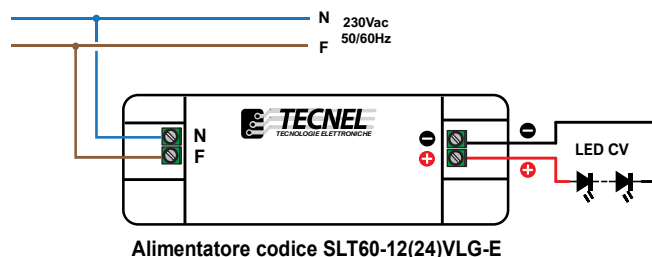 N 230Vac
F 50/60Hz
TECNEL
TECNOLOGIE ELETTRONICHE
N
F
LED CV
Alimentatore codice SLT60-12(24)VLG-E